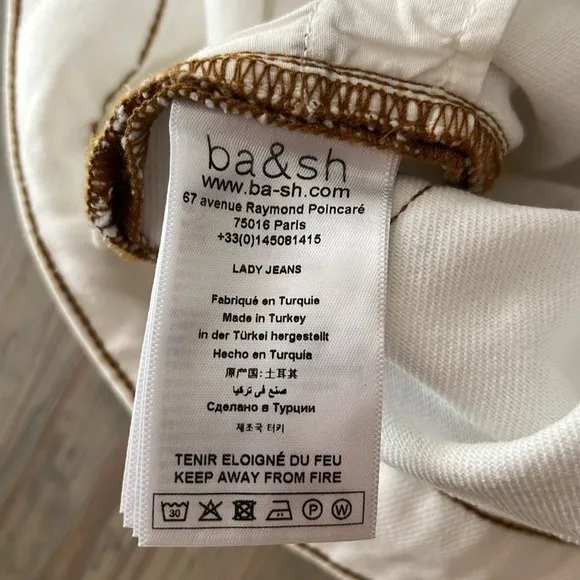 ba&sh
www.ba-sh.com
67 avenue Raymond Poincaré
75016 Paris
+33(0)145061415
LADY JEANS
Fabriqué en Turquie
Made in Turkey
in der Türkei hergestellt
Hecho en Turquía
原产国:土耳其
صنع في تركيا
Сделано в Турции
제조국 터키
TENIR ELOIGNÉ DU FEU
KEEP AWAY FROM FIRE
30 P W